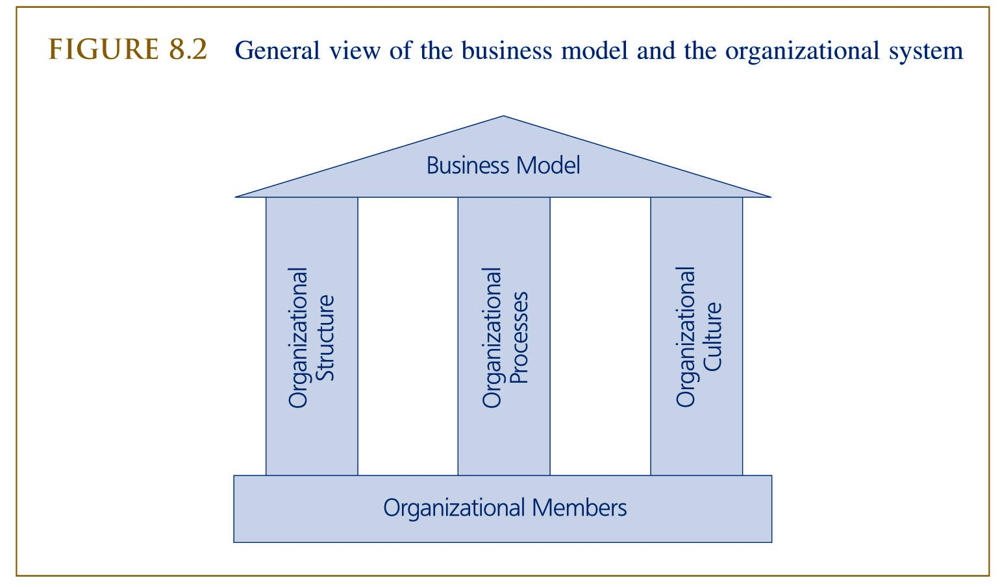 FIGURE 8.2 General view of the business model and the organizational system
Business Model
Organizational
Structure
Organizational
Processes
Organizational
Culture
Organizational Members